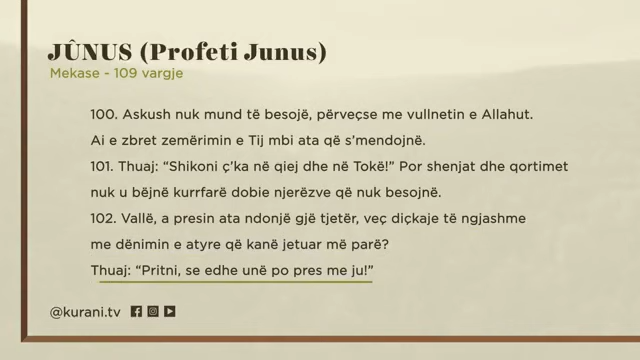 JÛNUS (Profeti Junus)
Mekase - 109 vargje
100. Askush nuk mund të besojë, përveçse me vullnetin e Allahut.
Ai e zbret zemërimin e Tij mbi ata që s’mendojnë.
101. Thuaj: “Shikoni ç’ka në qiej dhe në Tokë!” Por shenjat dhe qortimet
nuk u bëjnë kurrfarë dobie njerëzve që nuk besojnë.
102. Vallë, a presin ata ndonjë gjë tjetër, veç diçkaje të ngjashme
me dënimin e atyre që kanë jetuar më parë?
Thuaj: “Pritni, se edhe unë po pres me ju!”
@kurani.tv